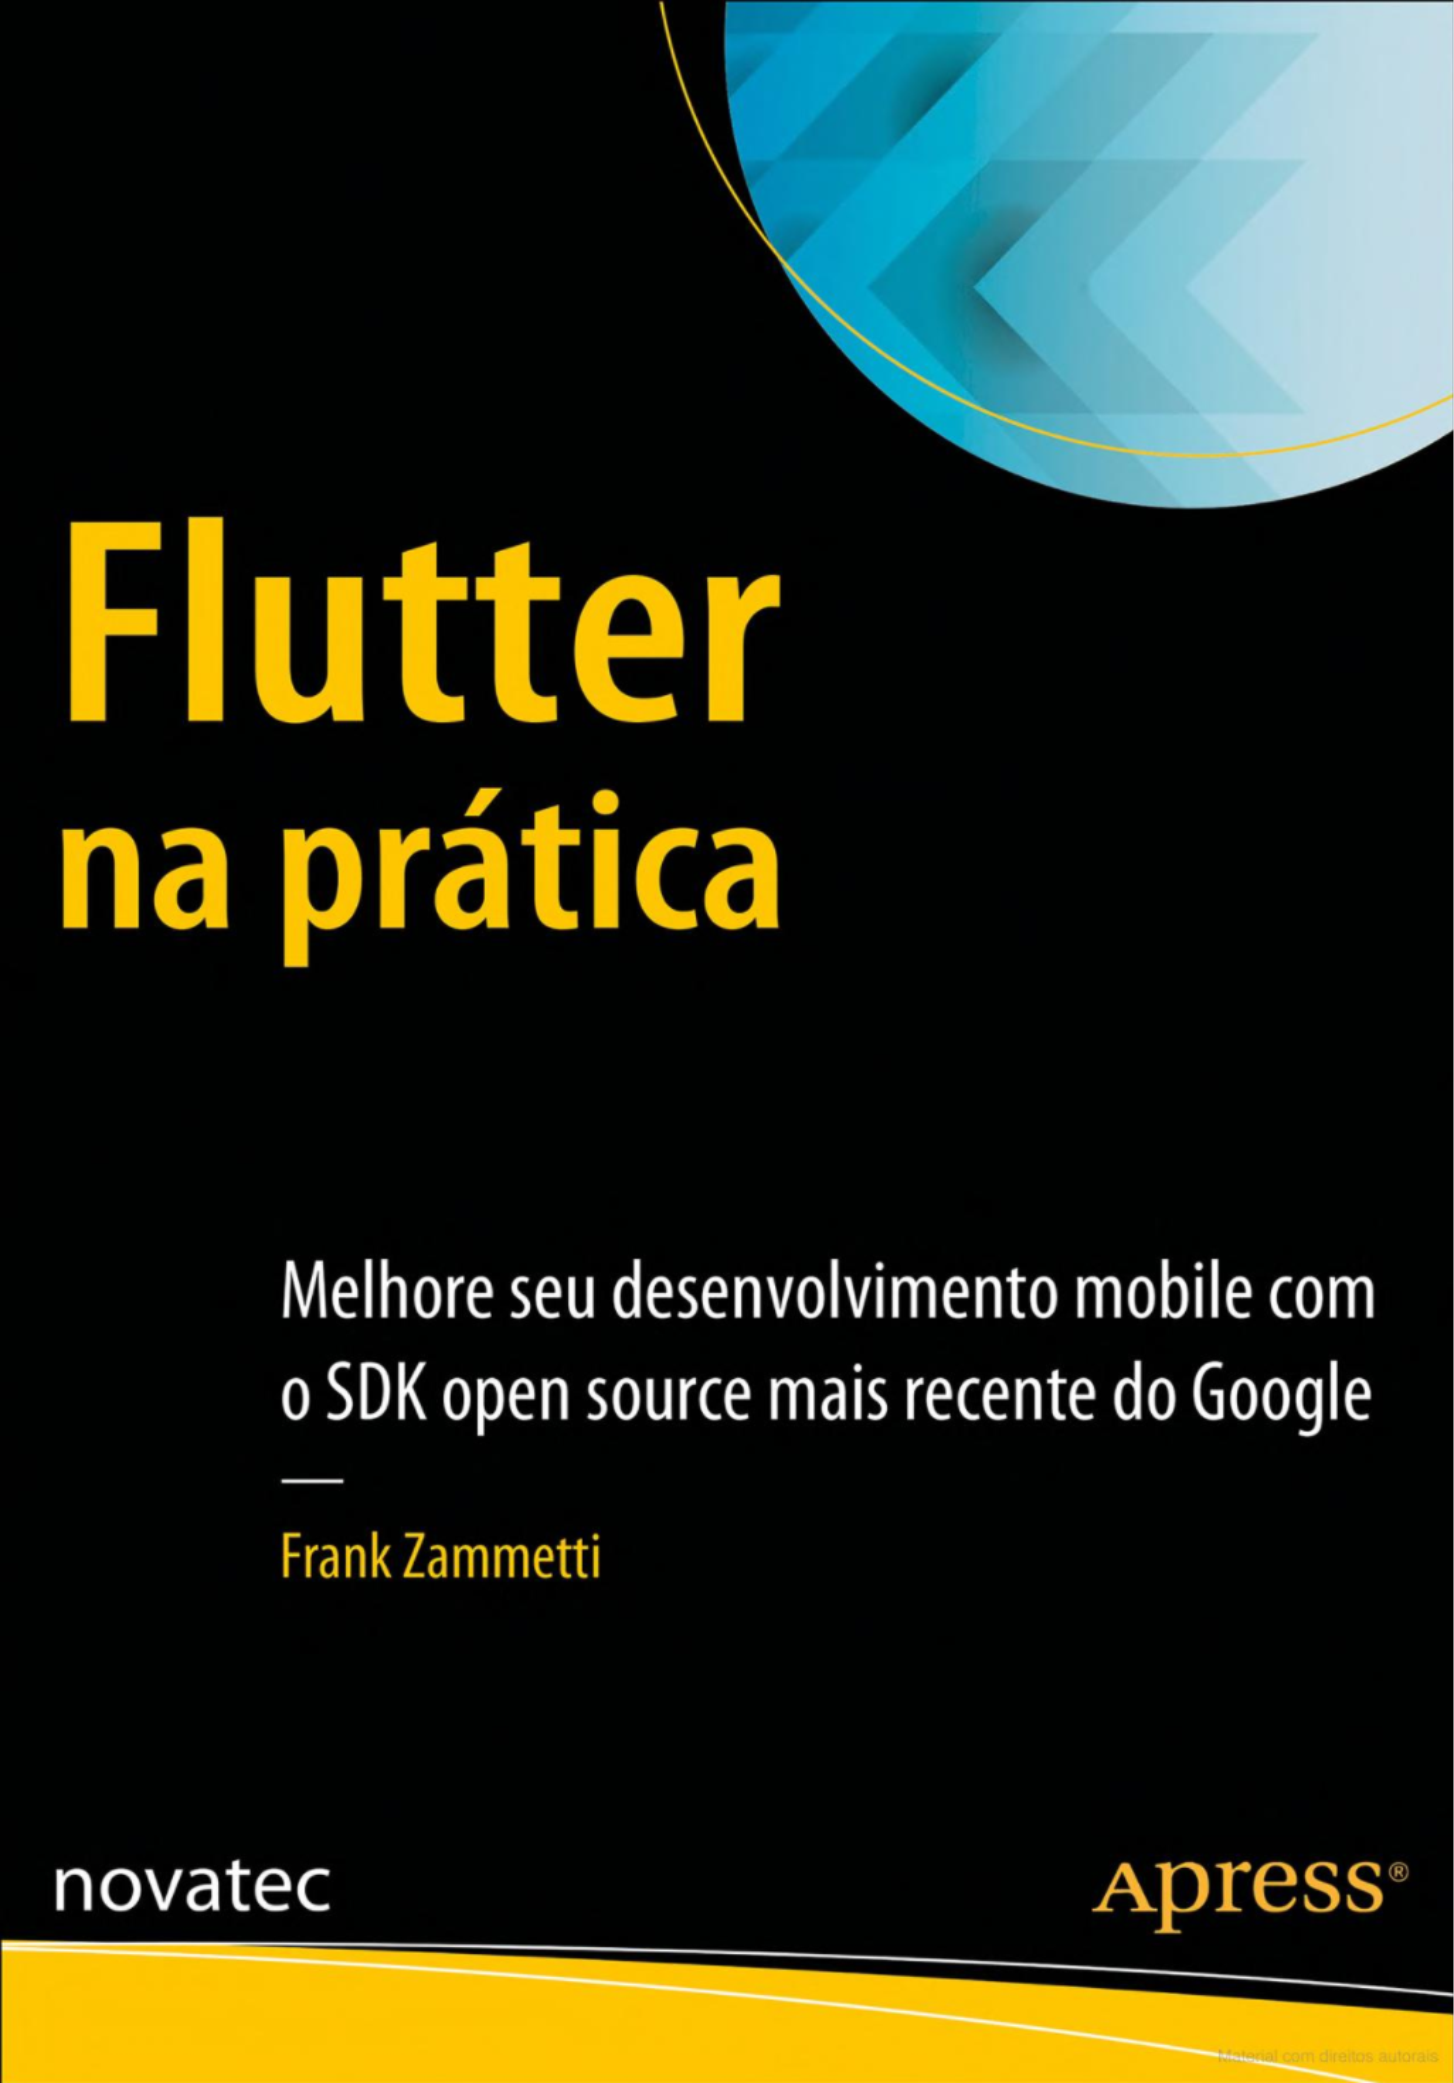 Flutter
na prática
Melhore seu desenvolvimento mobile com
o SDK open source mais recente do Google
Frank Zammetti
novatec
Apress®
Material com direitos autorais